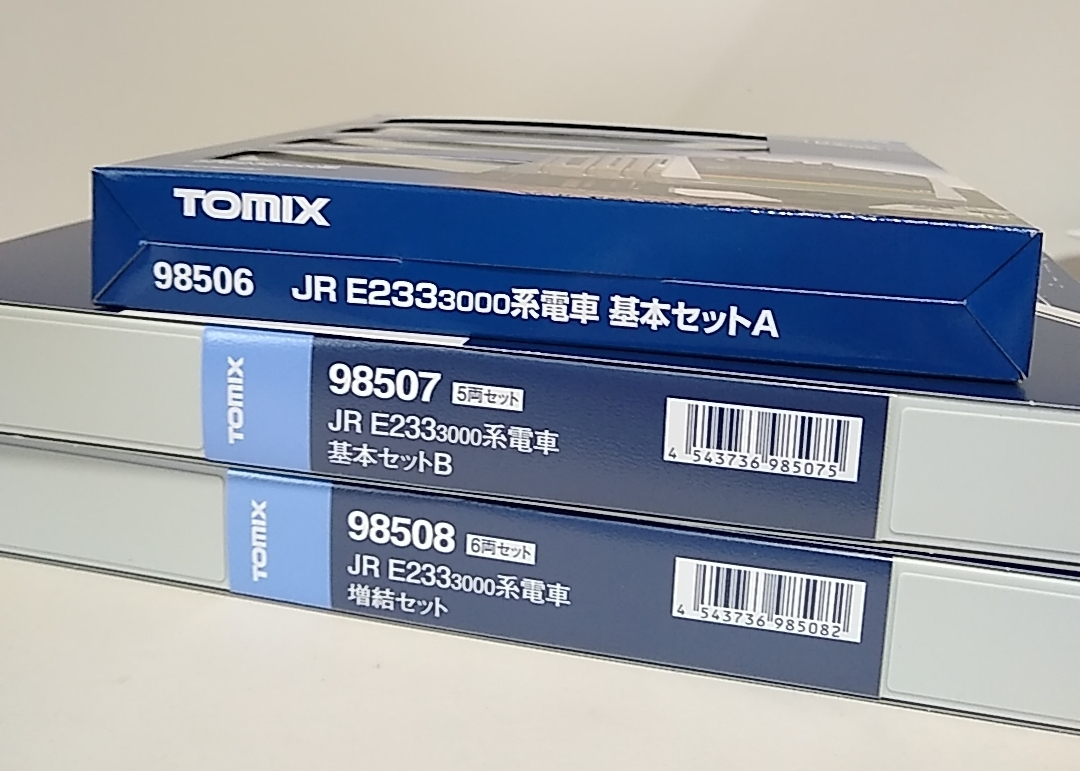 TOMIX
98506 JR E233 3000系電車 基本セットA
TOMIX
98507 5両セット
JR E233 3000系電車
基本セットB
4 543736 985075
TOMIX
98508 6両セット
JR E233 3000系電車
増結セット
4 543736 985082